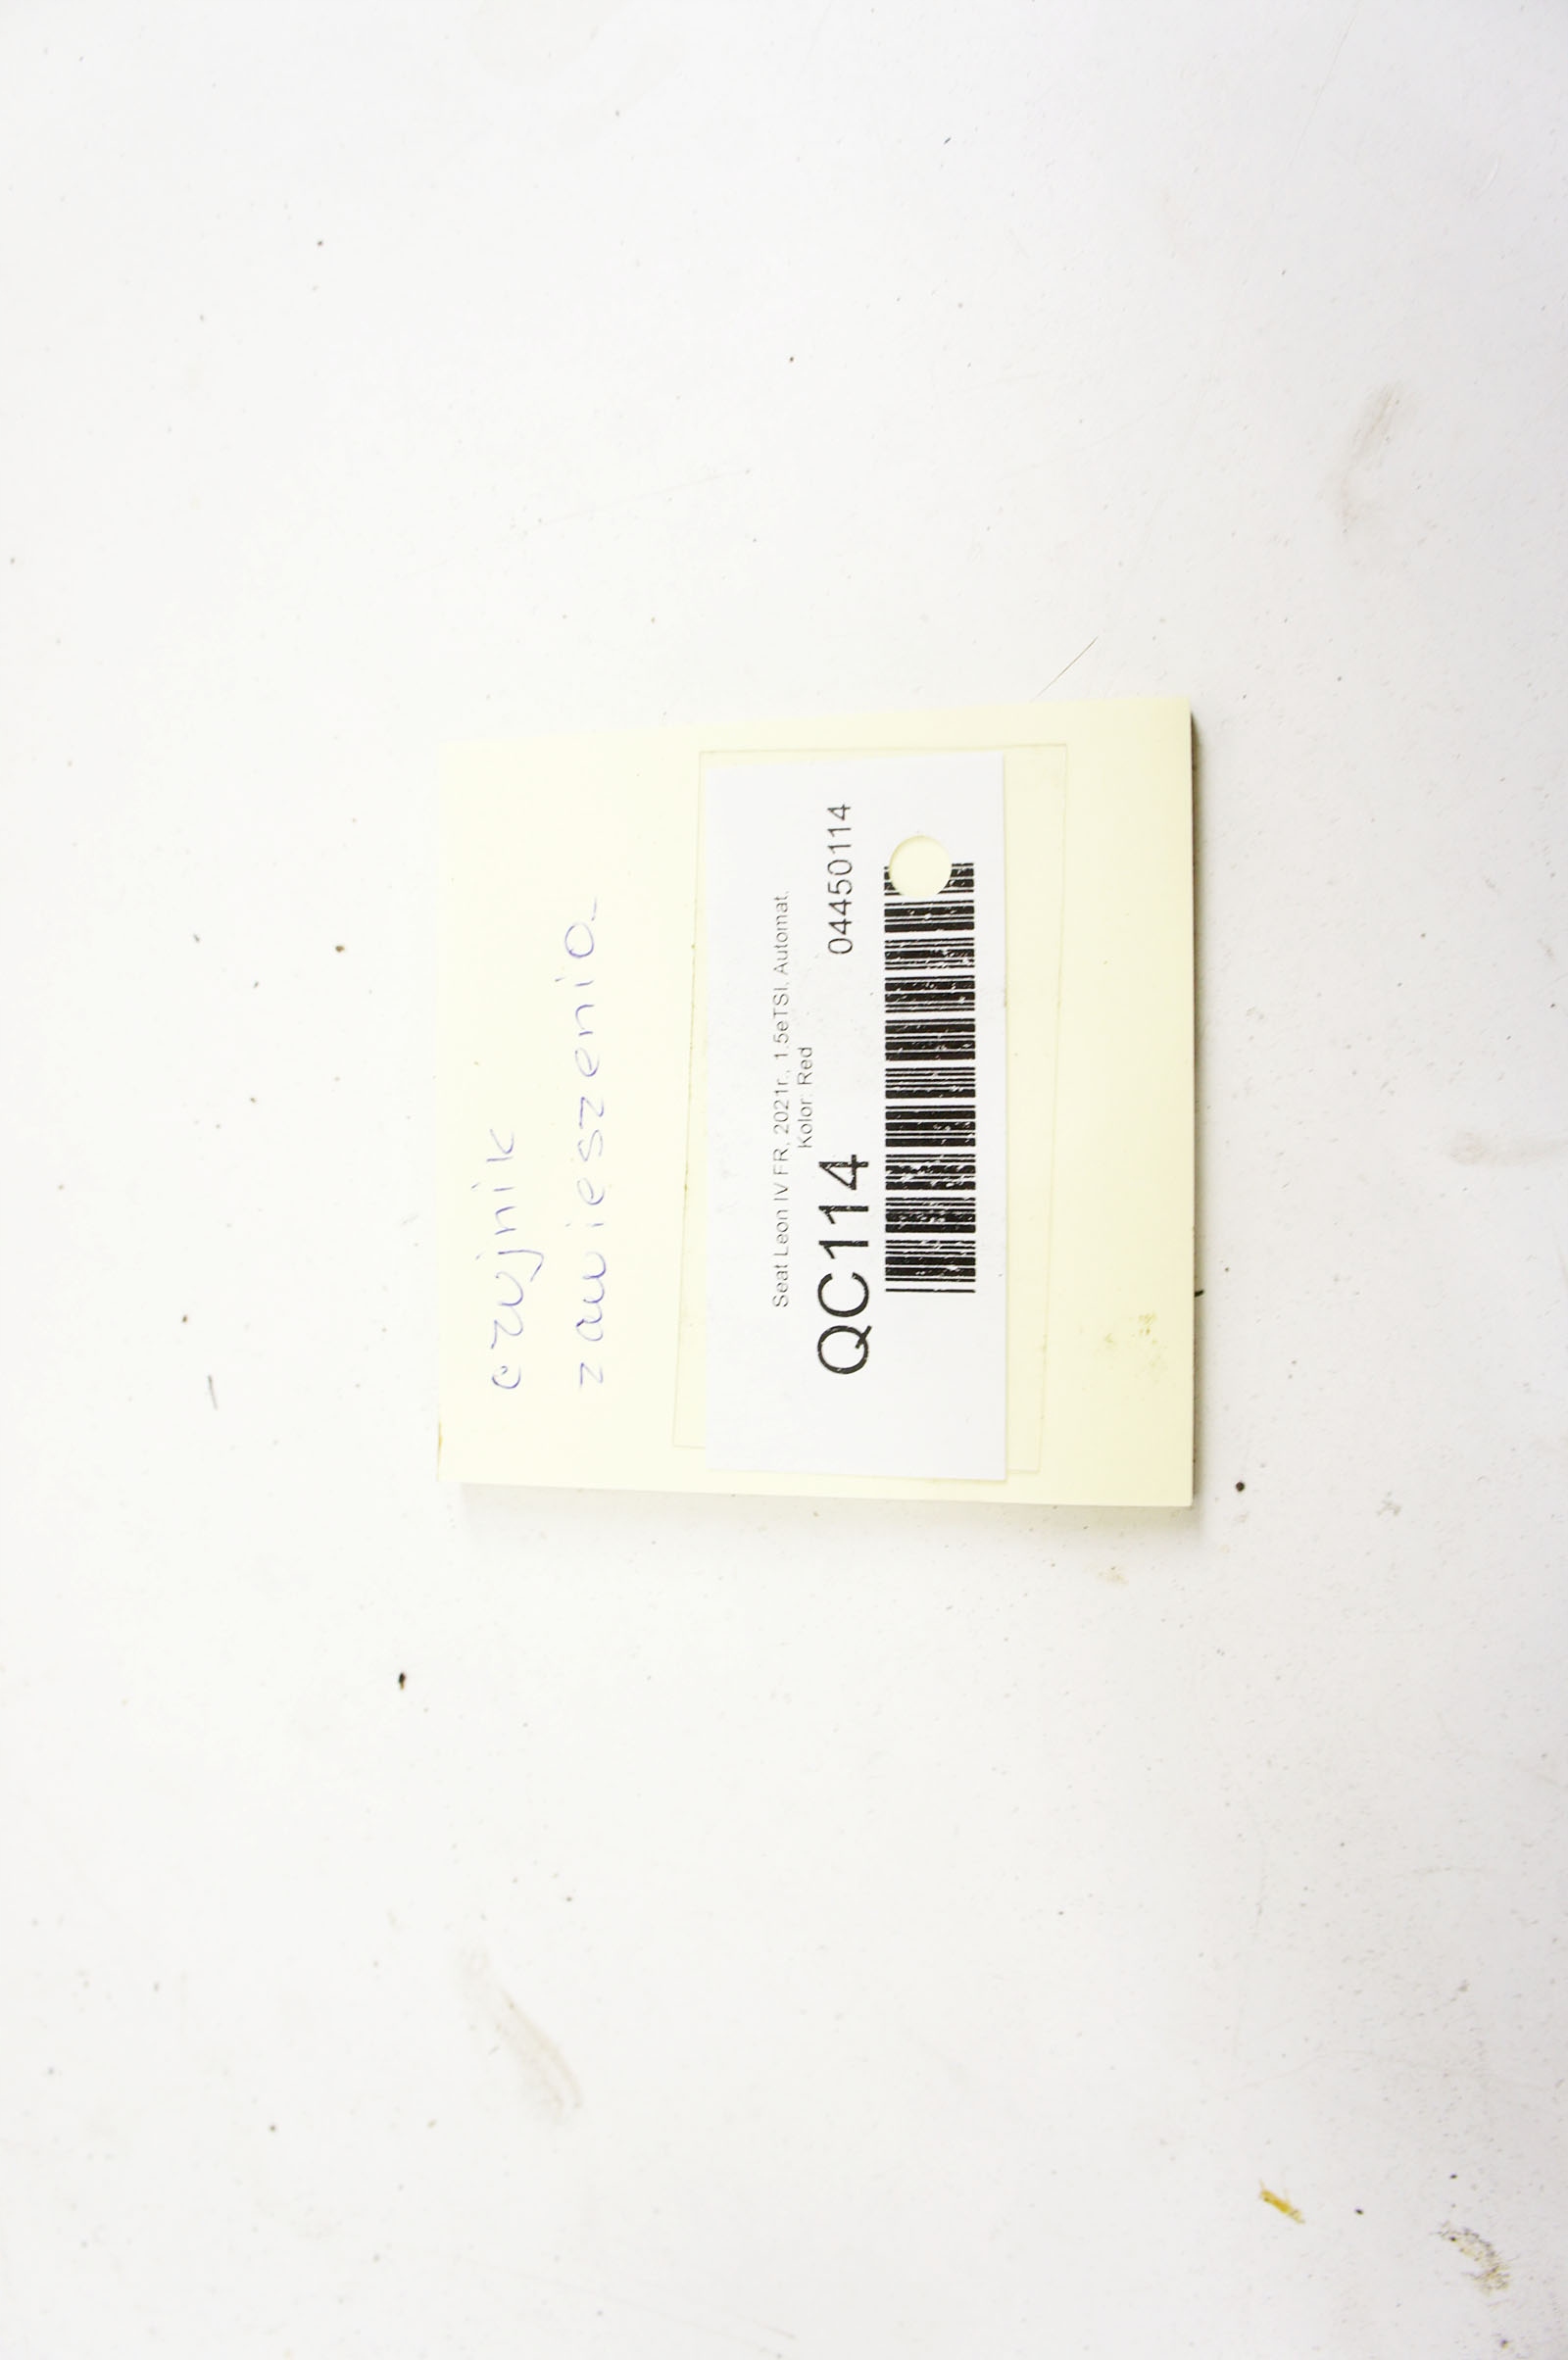 czujnik
zawieszenia
Seat Leon IV FR, 2021r., 1.5eTSI, Automat,
Kolor: Red
QC114 04450114